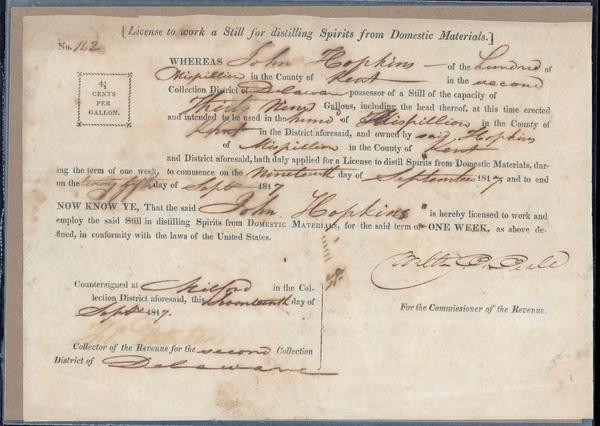 [License to work a Still for distilling Spirits from Domestic Materials.]
No. 162
4½
CENTS
PER
GALLON.
WHEREAS John Hopkins of the Hundred of
Mispillion in the County of Kent in the second
Collection District of Delaware possessor of a Still of the capacity of
Thirty Nine Gallons, including the head thereof, at this time erected
and intended to be used in the hund of Mispillion in the County of
Kent in the District aforesaid, and owned by said Hopkins
of Mispillion in the County of Kent
and District aforesaid, hath duly applied for a License to distil Spirits from Domestic Materials, dur-
ing the term of one week, to commence on the Nineteenth day of September 1817 and to end
on the day of Sept 1817
NOW KNOW YE, That the said John Hopkins is hereby licensed to work and
employ the said Still in distilling Spirits from DOMESTIC MATERIALS, for the said term of ONE WEEK, as above de-
fined, in conformity with the laws of the United States.
Countersigned at Milford in the Col-
lection District aforesaid, this day of
Sept 1817.
For the Commissioner of the Revenue.
Collector of the Revenue for the second Collection
District of Delaware